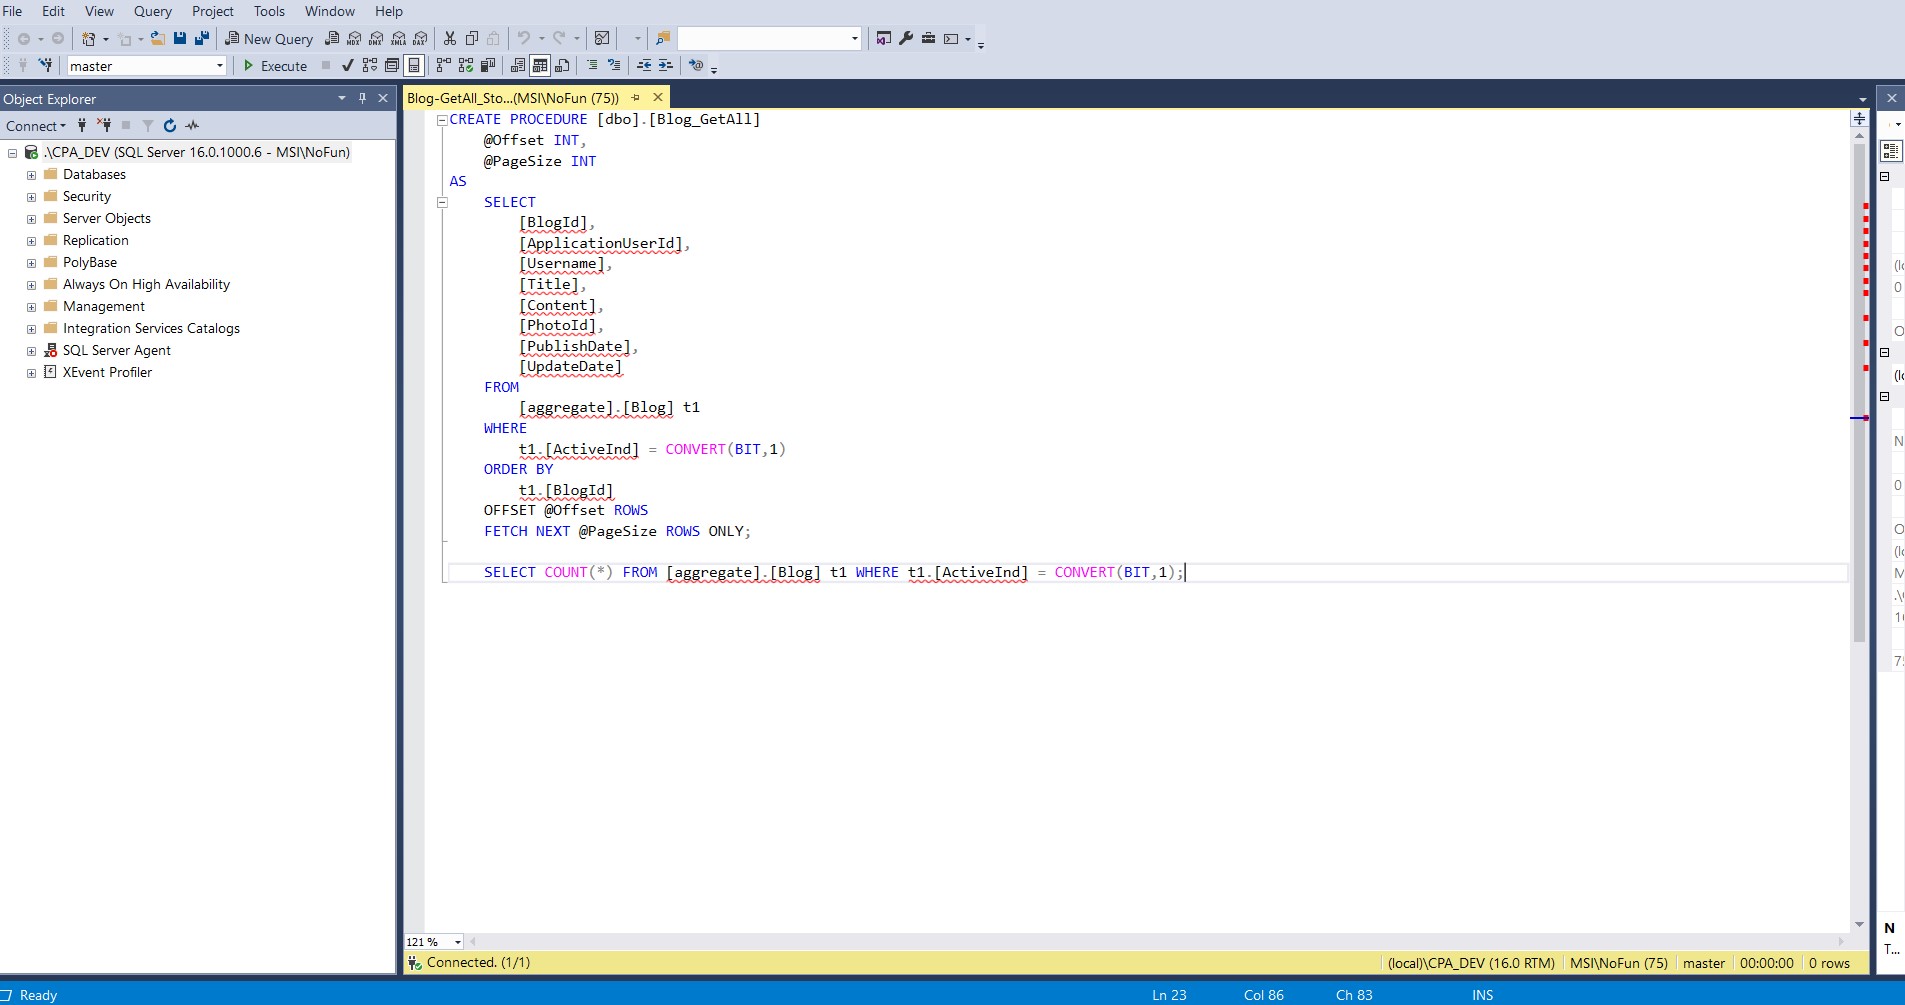 File Edit View Query Project Tools Window Help
New Query MDX DMX XMLA DAX
master Execute
Object Explorer
Connect
.\CPA_DEV (SQL Server 16.0.1000.6 - MSI\NoFun)
Databases
Security
Server Objects
Replication
PolyBase
Always On High Availability
Management
Integration Services Catalogs
SQL Server Agent
XEvent Profiler
Blog-GetAll_Sto...(MSI\NoFun (75))
CREATE PROCEDURE [dbo].[Blog_GetAll]
@Offset INT,
@PageSize INT
AS
SELECT
[BlogId],
[ApplicationUserId],
[Username],
[Title],
[Content],
[PhotoId],
[PublishDate],
[UpdateDate]
FROM
[aggregate].[Blog] t1
WHERE
t1.[ActiveInd] = CONVERT(BIT,1)
ORDER BY
t1.[BlogId]
OFFSET @Offset ROWS
FETCH NEXT @PageSize ROWS ONLY;
SELECT COUNT(*) FROM [aggregate].[Blog] t1 WHERE t1.[ActiveInd] = CONVERT(BIT,1);
121 %
Connected. (1/1) (local)\CPA_DEV (16.0 RTM) MSI\NoFun (75) master 00:00:00 0 rows
N
T...
Ready Ln 23 Col 86 Ch 83 INS